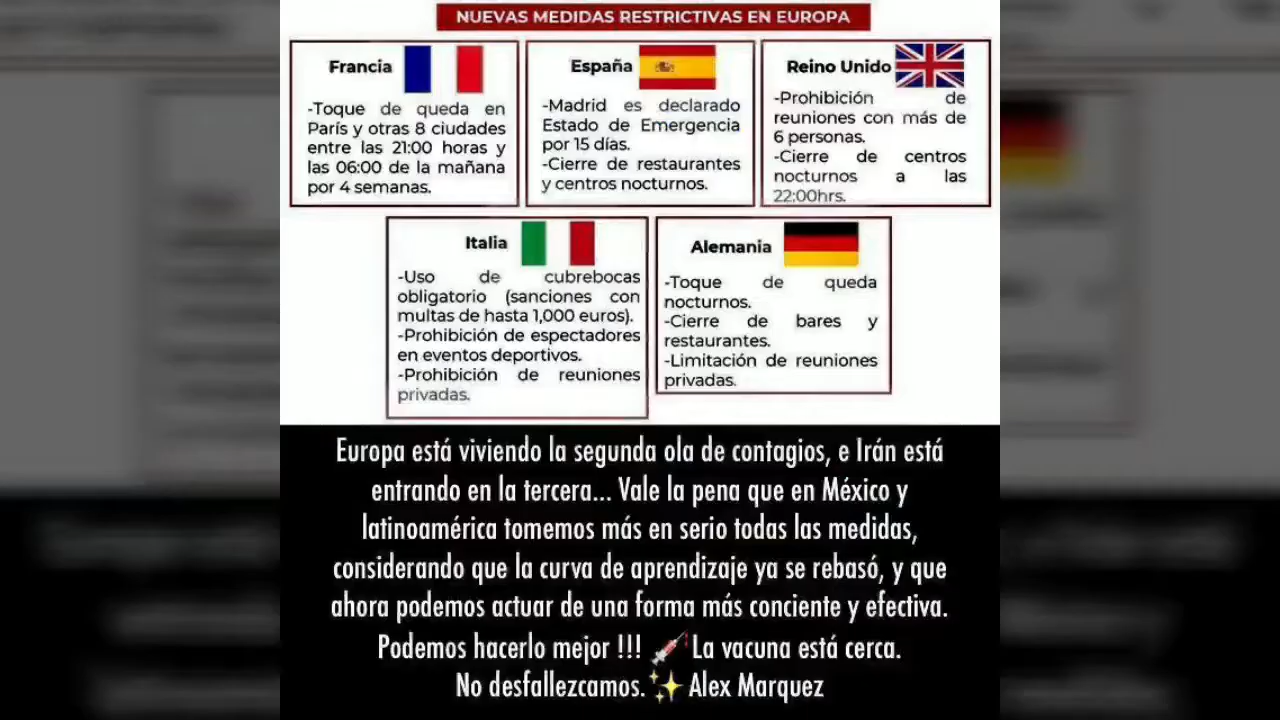 NUEVAS MEDIDAS RESTRICTIVAS EN EUROPA
Francia
-Toque de queda en
París y otras 8 ciudades
entre las 21:00 horas y
las 06:00 de la mañana
por 4 semanas.
España
-Madrid es declarado
Estado de Emergencia
por 15 días.
-Cierre de restaurantes
y centros nocturnos.
Reino Unido
-Prohibición de
reuniones con más de
6 personas.
-Cierre de centros
nocturnos a las
22:00hrs.
Italia
-Uso de cubrebocas
obligatorio (sanciones con
multas de hasta 1,000 euros).
-Prohibición de espectadores
en eventos deportivos.
-Prohibición de reuniones
privadas.
Alemania
-Toque de queda
nocturnos.
-Cierre de bares y
restaurantes.
-Limitación de reuniones
privadas.
Europa está viviendo la segunda ola de contagios, e Irán está
entrando en la tercera... Vale la pena que en México y
latinoamérica tomemos más en serio todas las medidas,
considerando que la curva de aprendizaje ya se rebasó, y que
ahora podemos actuar de una forma más conciente y efectiva.
Podemos hacerlo mejor !!! 💉La vacuna está cerca.
No desfallezcamos.✨ Alex Marquez